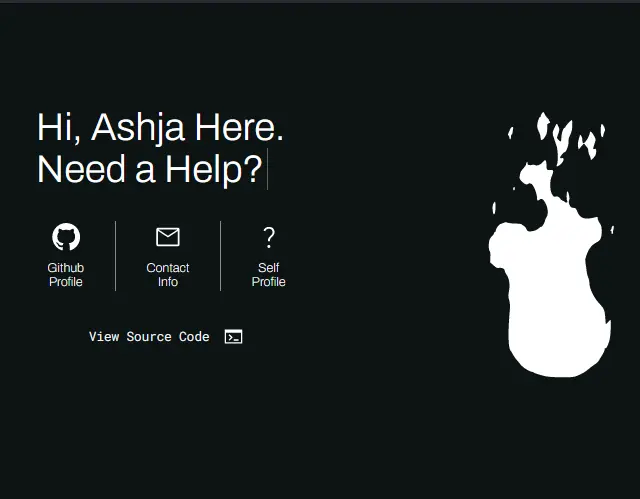 Hi, Ashja Here.
Need a Help?
Github
Profile
Contact
Info
?
Self
Profile
View Source Code